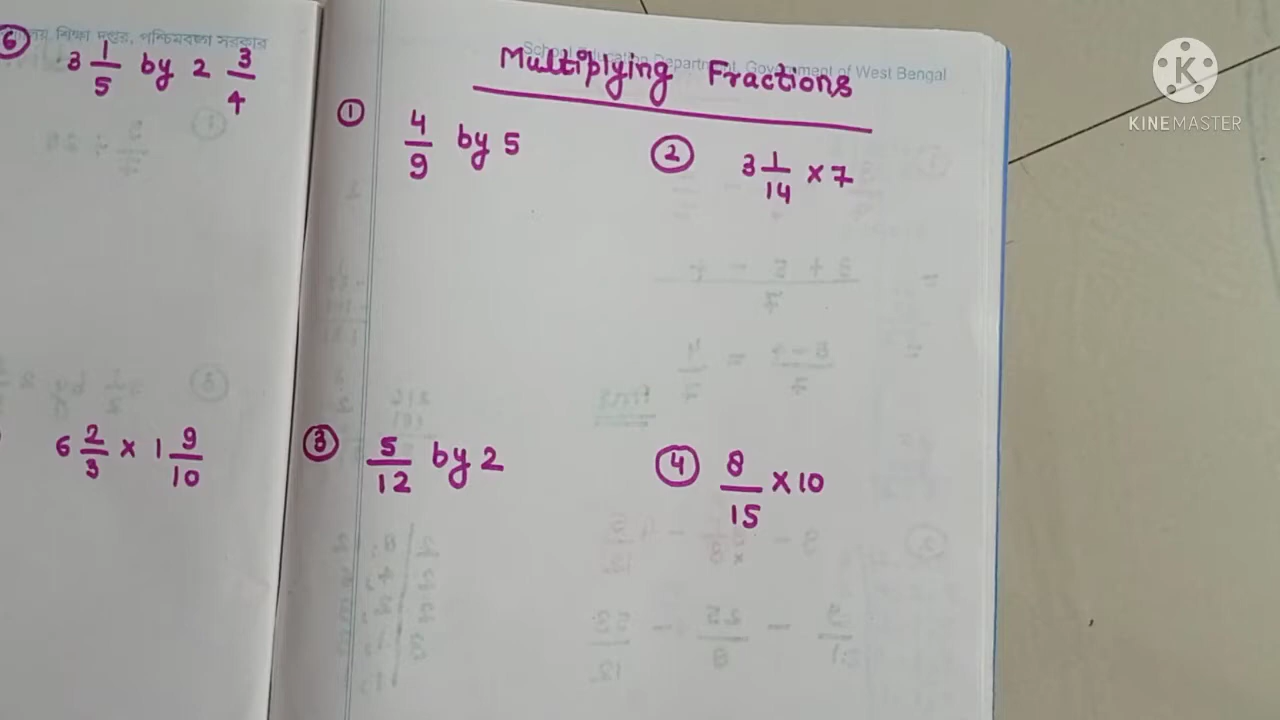 শিক্ষা দপ্তর, পশ্চিমবঙ্গ সরকার
6 3 1/5 by 2 3/4
6 2/3 × 1 9/10
School Education Department, Government of West Bengal
Multiplying Fractions
1 4/9 by 5
2 3 1/14 × 7
3 5/12 by 2
4 8/15 × 10
K
KINEMASTER